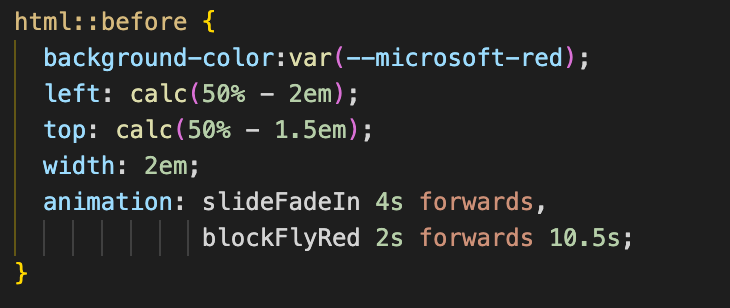 html::before {
background-color:var(--microsoft-red);
left: calc(50% - 2em);
top: calc(50% - 1.5em);
width: 2em;
animation: slideFadeIn 4s forwards,
blockFlyRed 2s forwards 10.5s;
}